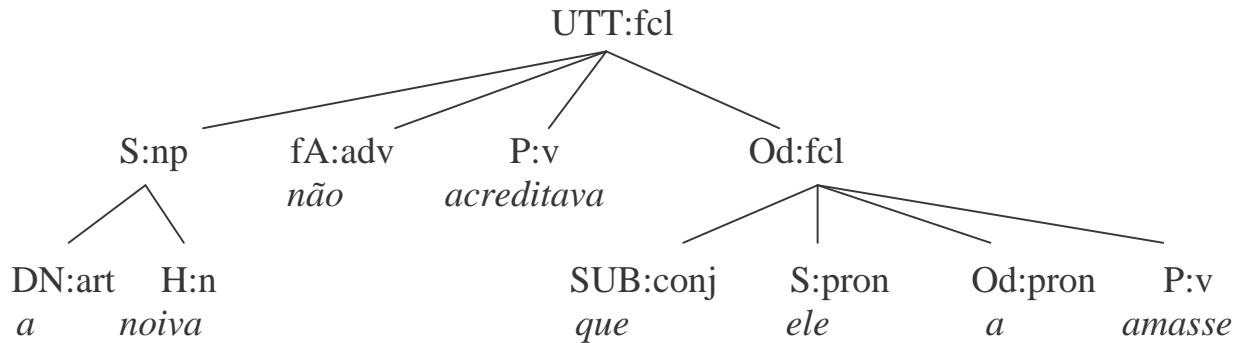 UTT:fcl
S:np fA:adv P:v Od:fcl
não acreditava
DN:art H:n SUB:conj S:pron Od:pron P:v
a noiva que ele a amasse